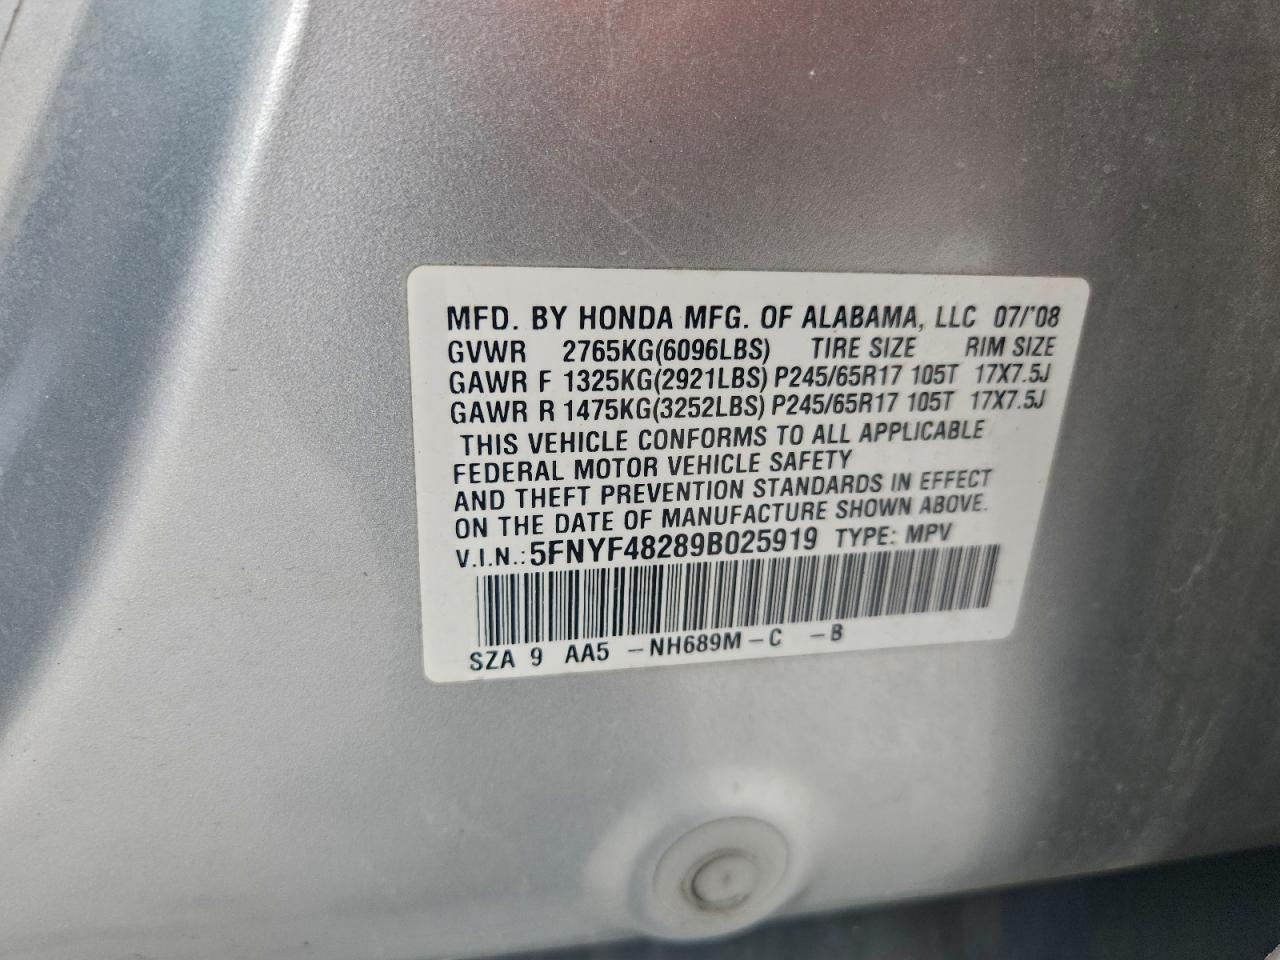 MFD. BY HONDA MFG. OF ALABAMA, LLC 07/'08
GVWR 2765KG(6096LBS) TIRE SIZE RIM SIZE
GAWR F 1325KG(2921LBS) P245/65R17 105T 17X7.5J
GAWR R 1475KG(3252LBS) P245/65R17 105T 17X7.5J
THIS VEHICLE CONFORMS TO ALL APPLICABLE
FEDERAL MOTOR VEHICLE SAFETY
AND THEFT PREVENTION STANDARDS IN EFFECT
ON THE DATE OF MANUFACTURE SHOWN ABOVE.
V.I.N.: 5FNYF48289B025919 TYPE: MPV
SZA 9 AA5 -NH689M-C -B